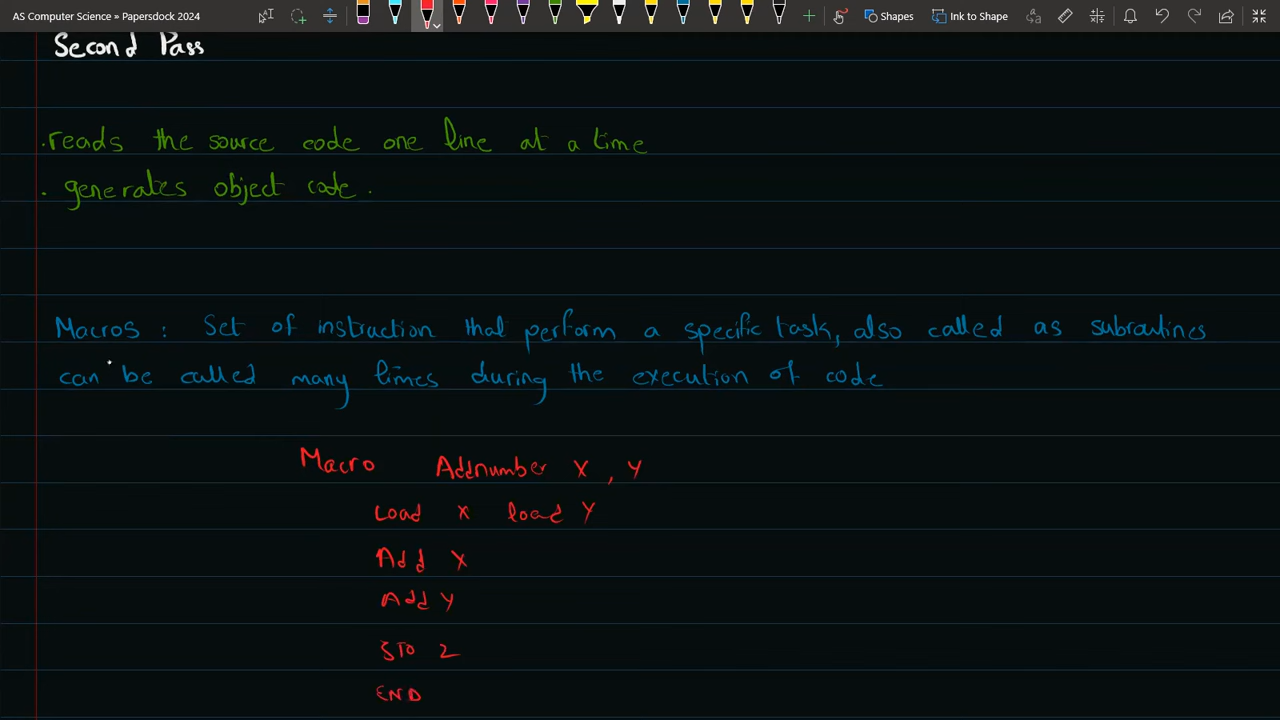 AS Computer Science » Papersdock 2024
Shapes
Ink to Shape
Second Pass
. reads the source code one line at a time
. generates object code.
Macros : Set of instruction that perform a specific task, also called as subroutines
can be called many times during the execution of code
Macro Addnumber X , Y
Load X load Y
Add X
Add Y
STO Z
END